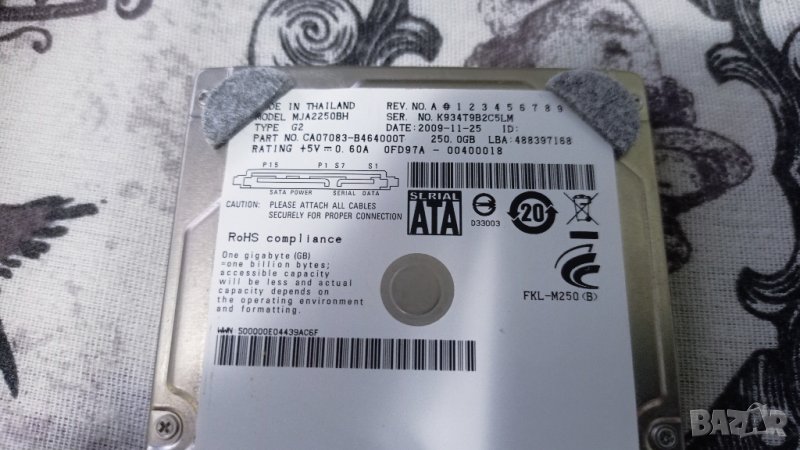 DE IN THAILAND REV. NO. A 0 1 2 3 4 5 6 7 8 9
MODEL MJA2250BH SER. NO. K934T9B2C5LM
TYPE G2 DATE: 2009-11-25 ID:
PART NO. CA07083-B464000T 250.0GB LBA: 488397168
RATING +5V⎓0.60A 0FD97A - 00400018
P15 P1 S7 S1
SATA POWER SERIAL DATA
CAUTION: PLEASE ATTACH ALL CABLES
SECURELY FOR PROPER CONNECTION
SERIAL
ATA
D33003
20
RoHS compliance
One gigabyte (GB)
=one billion bytes;
accessible capacity
will be less and actual
capacity depends on
the operating environment
and formatting.
FKL-M250 (B)
WWN 500000E04439AC6F
BAZAR